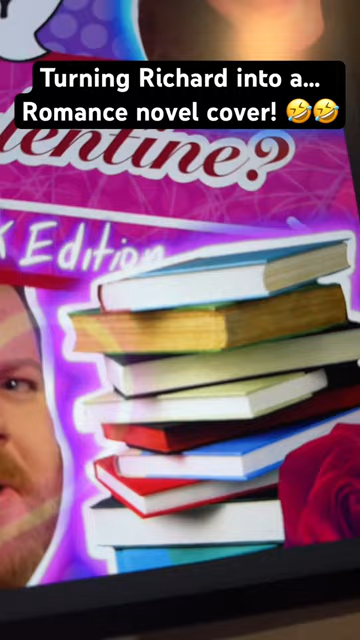 Turning Richard into a...
Romance novel cover! 🤣🤣
lentine?
Edition